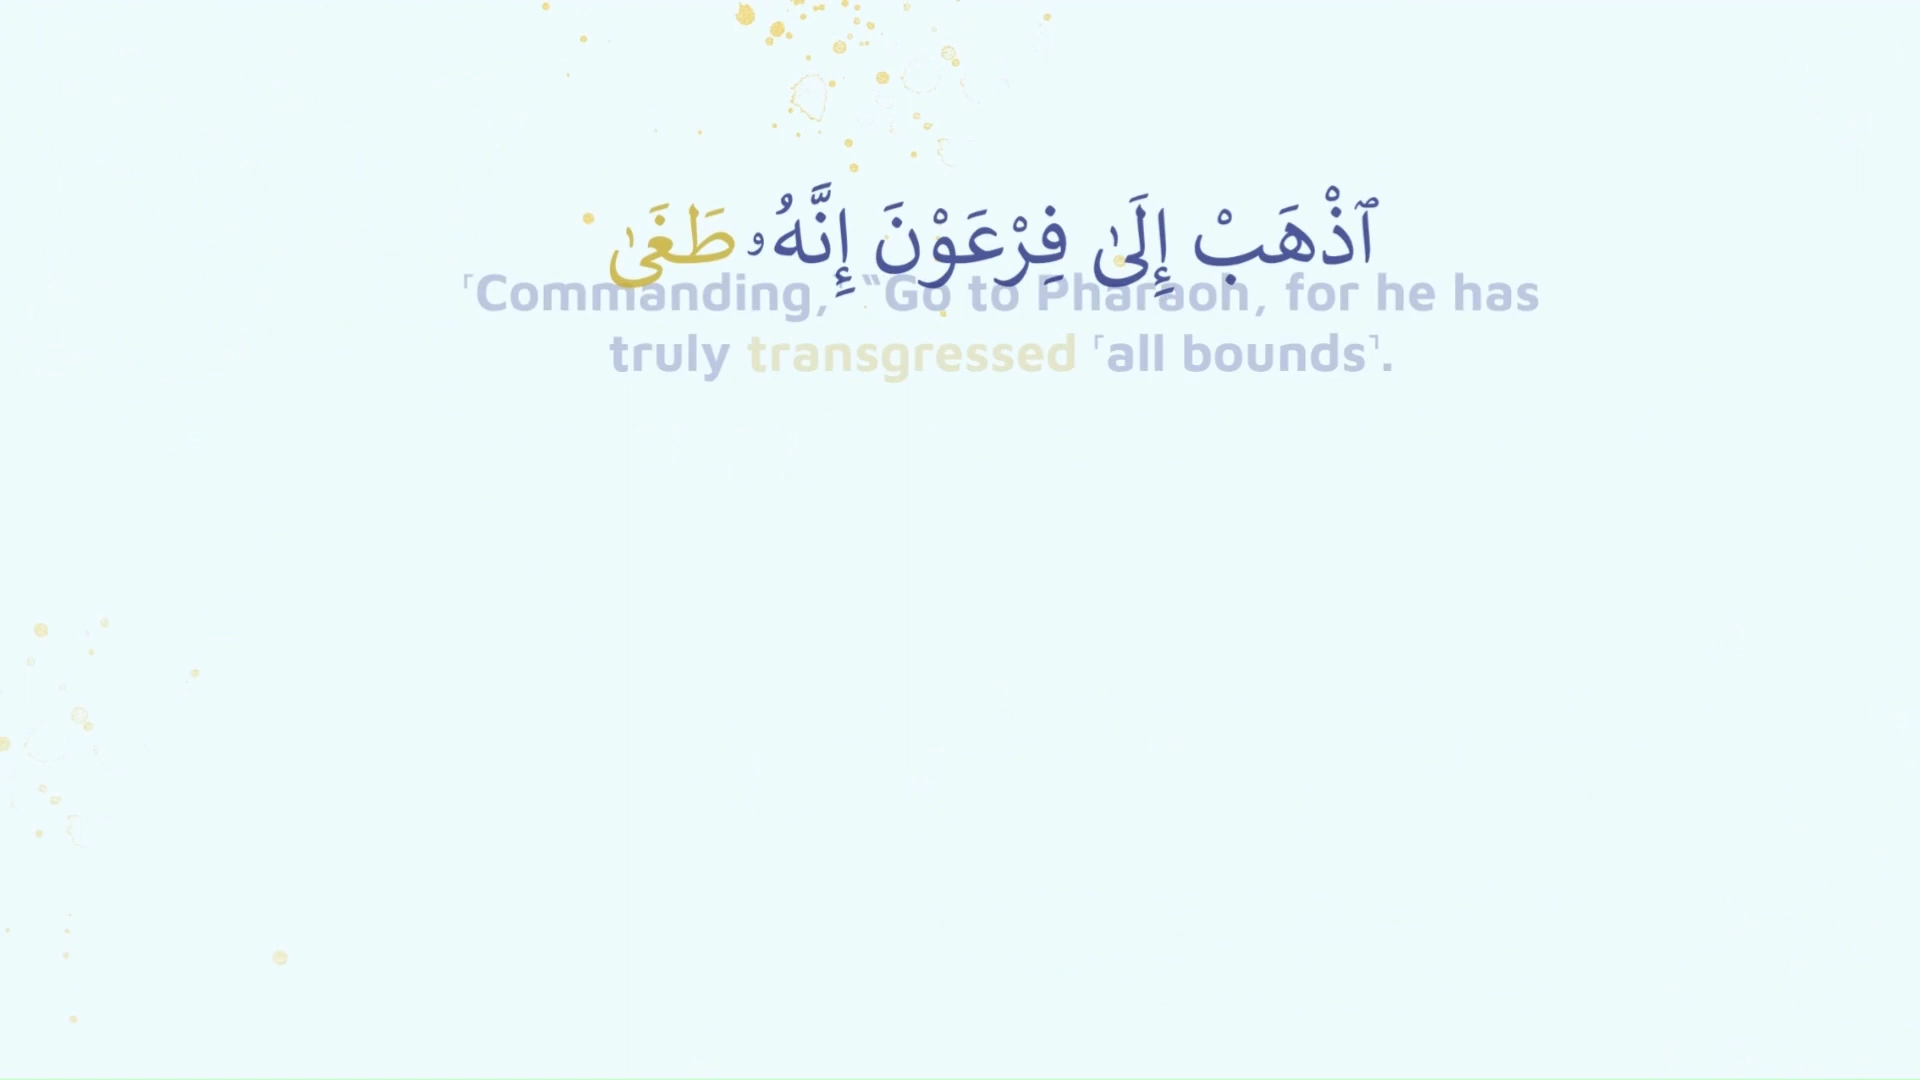 ٱذْهَبْ إِلَىٰ فِرْعَوْنَ إِنَّهُۥ طَغَىٰ
⸢Commanding, “Go to Pharaoh, for he has
truly transgressed ⸢all bounds⸣.